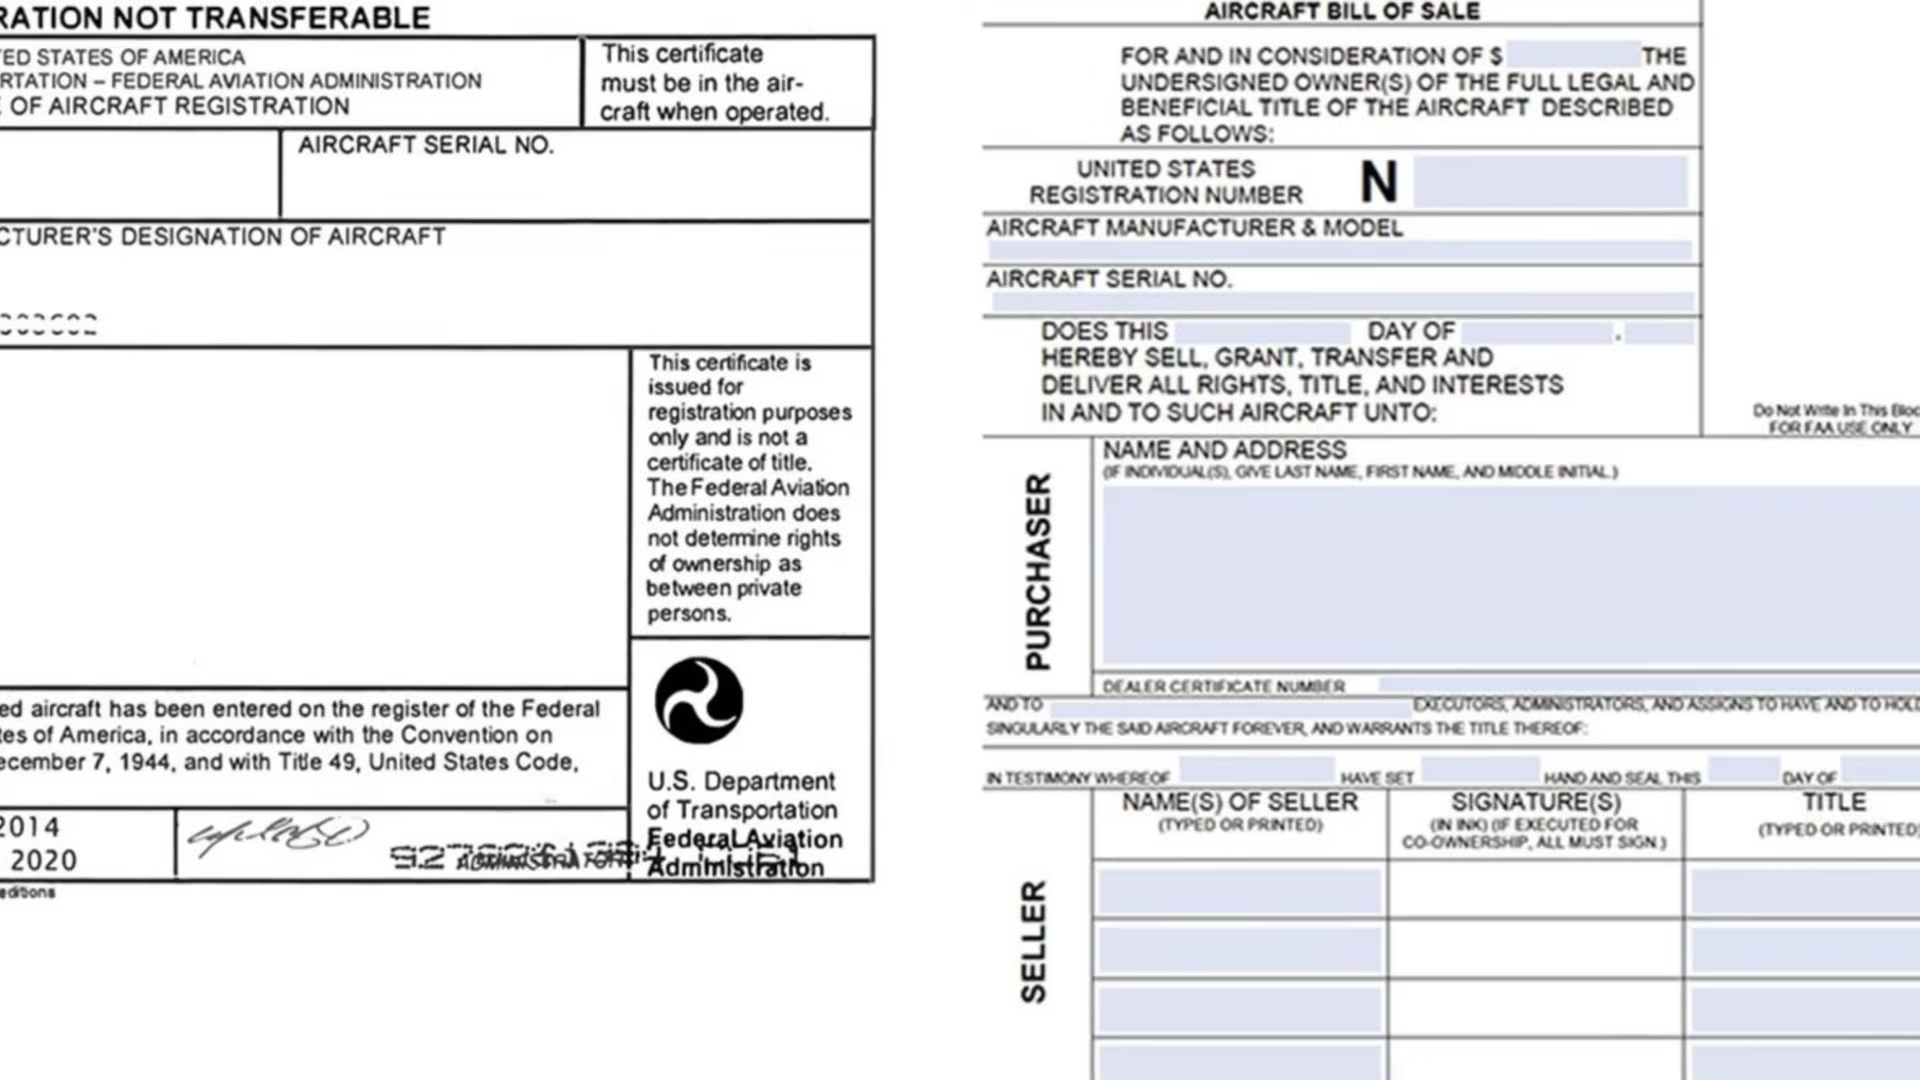 RATION NOT TRANSFERABLE
TED STATES OF AMERICA
RTATION – FEDERAL AVIATION ADMINISTRATION
E OF AIRCRAFT REGISTRATION
This certificate
must be in the air-
craft when operated.
AIRCRAFT SERIAL NO.
CTURER'S DESIGNATION OF AIRCRAFT
This certificate is
issued for
registration purposes
only and is not a
certificate of title.
The Federal Aviation
Administration does
not determine rights
of ownership as
between private
persons.
ed aircraft has been entered on the register of the Federal
tes of America, in accordance with the Convention on
ecember 7, 1944, and with Title 49, United States Code,
U.S. Department
of Transportation
Federal Aviation
Administration
2014
2020
ADMINISTRATOR
editions
AIRCRAFT BILL OF SALE
FOR AND IN CONSIDERATION OF $ THE
UNDERSIGNED OWNER(S) OF THE FULL LEGAL AND
BENEFICIAL TITLE OF THE AIRCRAFT DESCRIBED
AS FOLLOWS:
UNITED STATES
REGISTRATION NUMBER N
AIRCRAFT MANUFACTURER & MODEL
AIRCRAFT SERIAL NO.
DOES THIS DAY OF ,
HEREBY SELL, GRANT, TRANSFER AND
DELIVER ALL RIGHTS, TITLE, AND INTERESTS
IN AND TO SUCH AIRCRAFT UNTO:
Do Not Write In This Bloc
FOR FAA USE ONLY
PURCHASER
NAME AND ADDRESS
(IF INDIVIDUAL(S), GIVE LAST NAME, FIRST NAME, AND MIDDLE INITIAL.)
DEALER CERTIFICATE NUMBER
AND TO EXECUTORS, ADMINISTRATORS, AND ASSIGNS TO HAVE AND TO HOLD
SINGULARLY THE SAID AIRCRAFT FOREVER, AND WARRANTS THE TITLE THEREOF:
IN TESTIMONY WHEREOF HAVE SET HAND AND SEAL THIS DAY OF
SELLER
NAME(S) OF SELLER
(TYPED OR PRINTED)
SIGNATURE(S)
(IN INK) (IF EXECUTED FOR
CO-OWNERSHIP, ALL MUST SIGN.)
TITLE
(TYPED OR PRINTED)